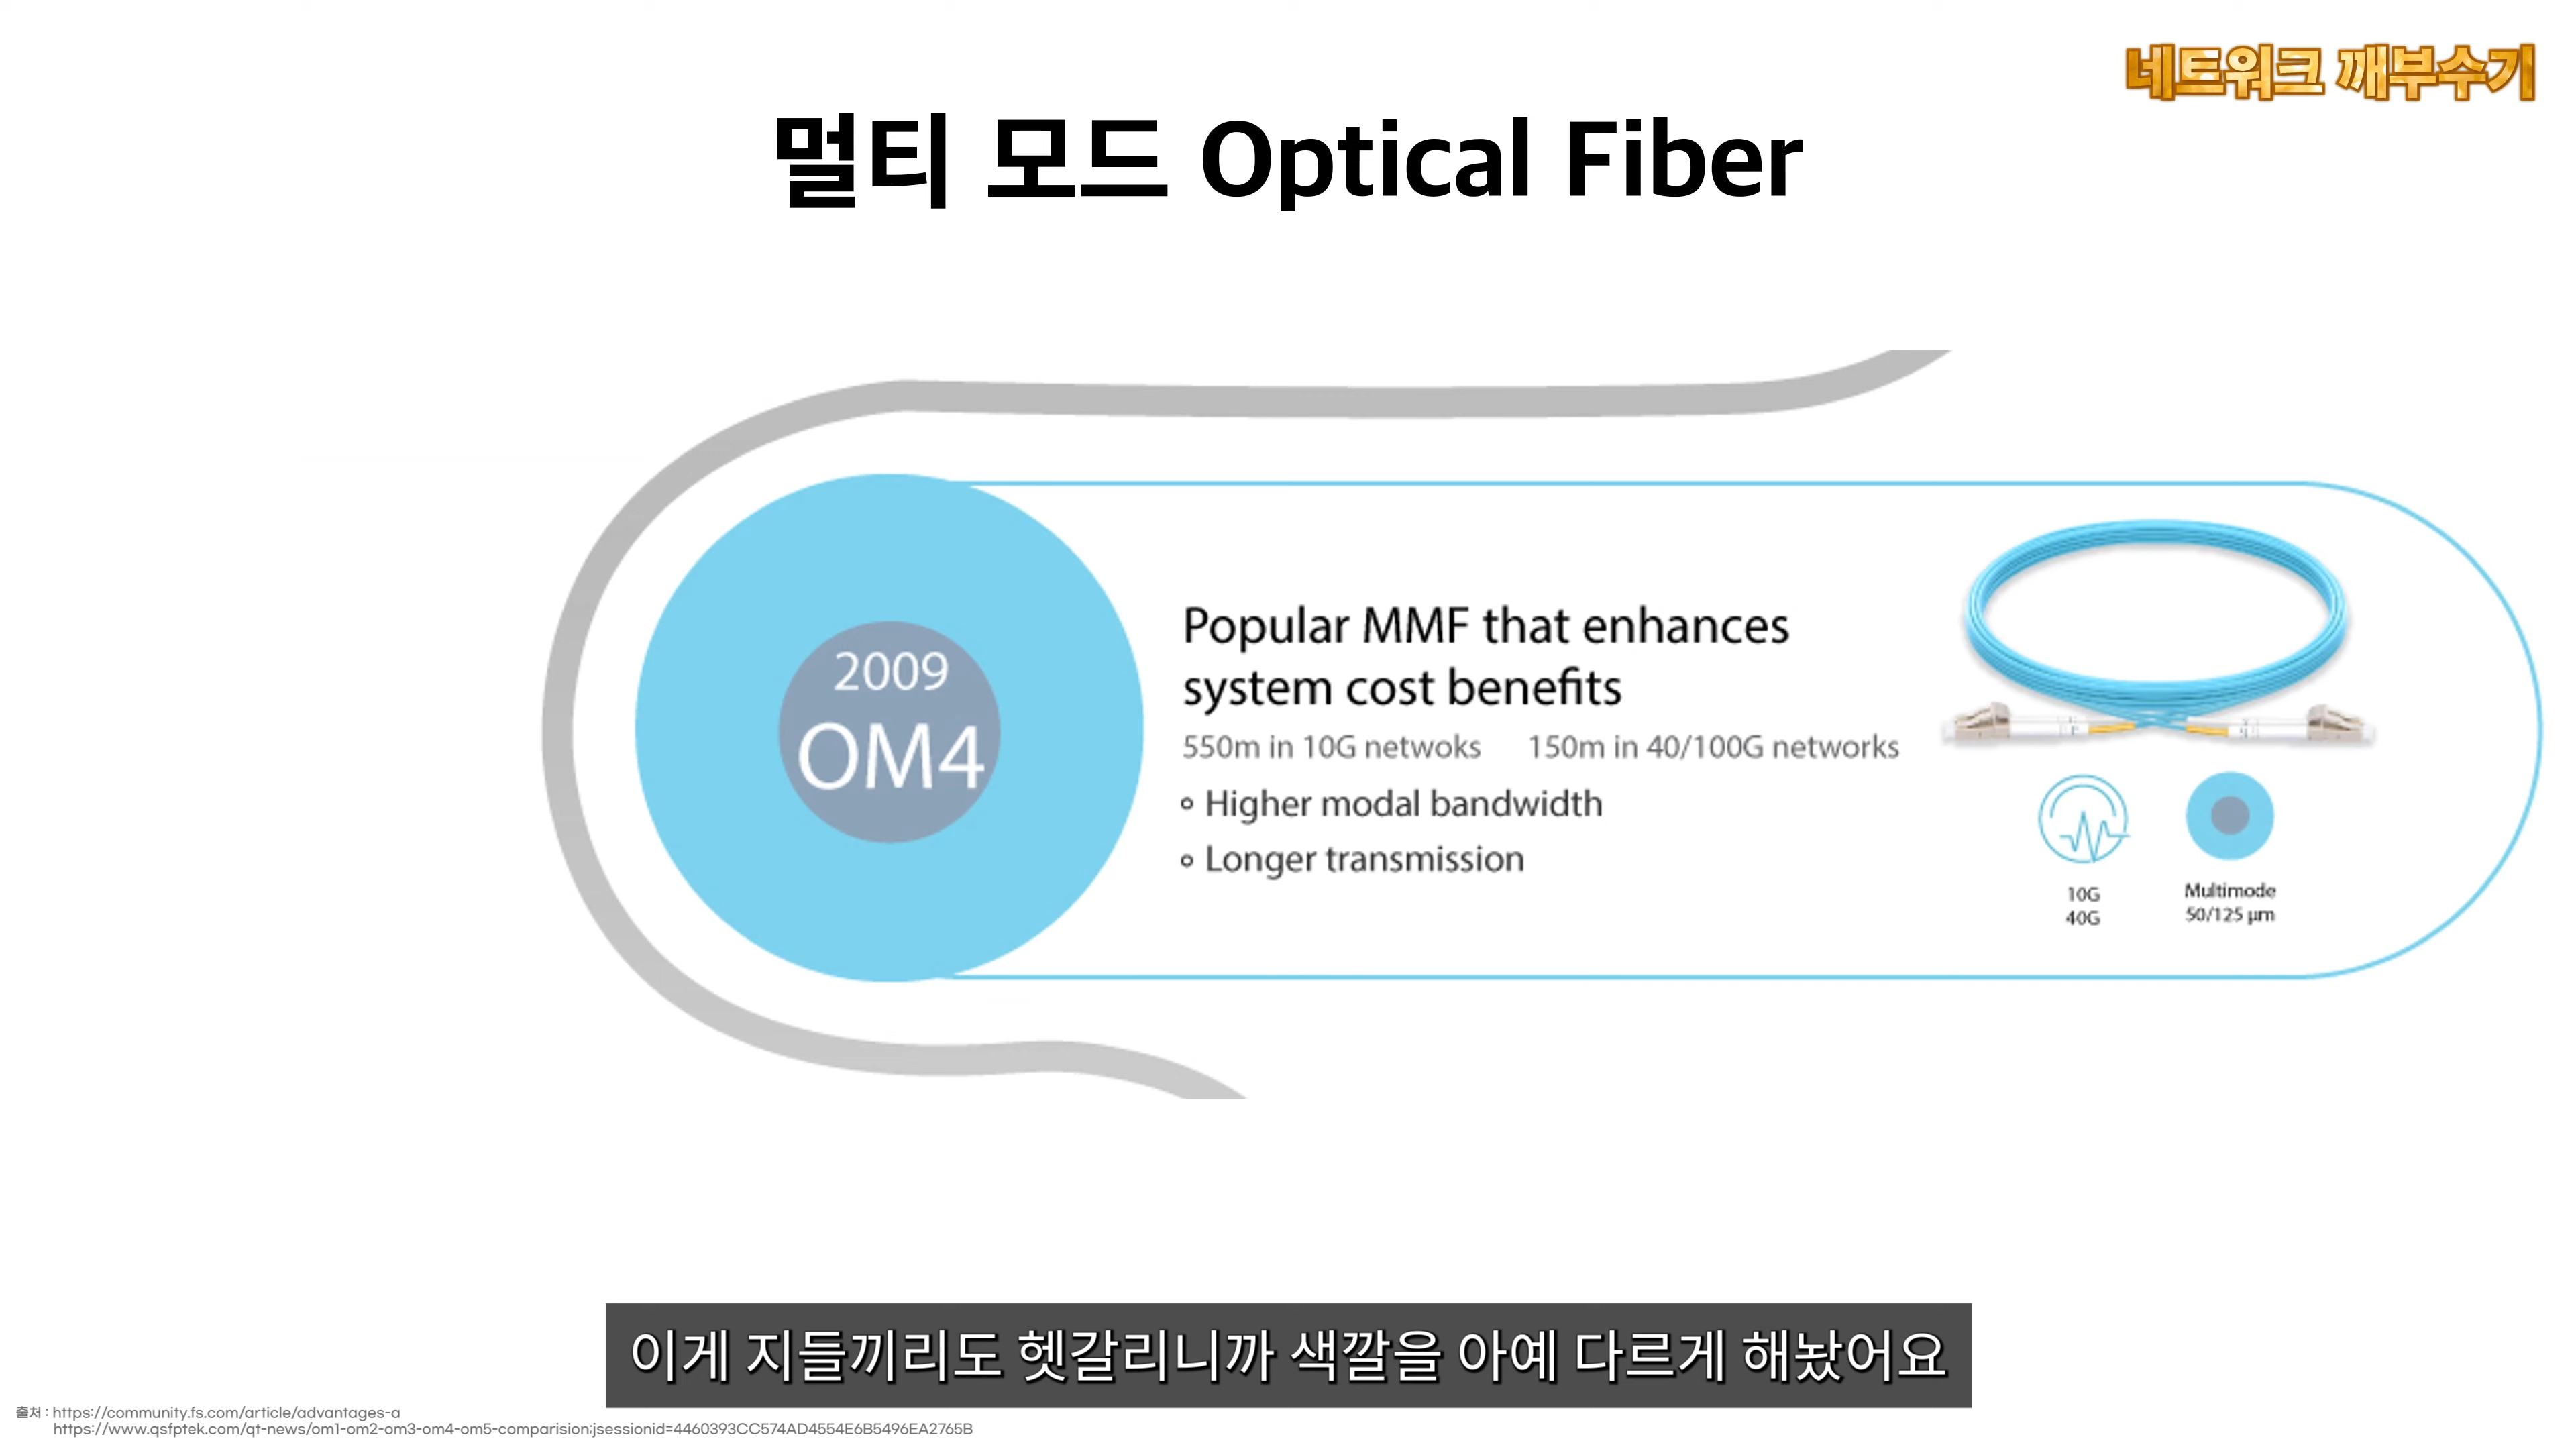 네트워크 깨부수기
멀티 모드 Optical Fiber
2009
OM4
Popular MMF that enhances
system cost benefits
550m in 10G netwoks 150m in 40/100G networks
Higher modal bandwidth
Longer transmission
10G
40G
Multimode
50/125 μm
이게 지들끼리도 헷갈리니까 색깔을 아예 다르게 해놨어요
출처 : https://community.fs.com/article/advantages-a
https://www.qsfptek.com/qt-news/om1-om2-om3-om4-om5-comparision;jsessionid=4460393CC574AD4554E6B5496EA2765B